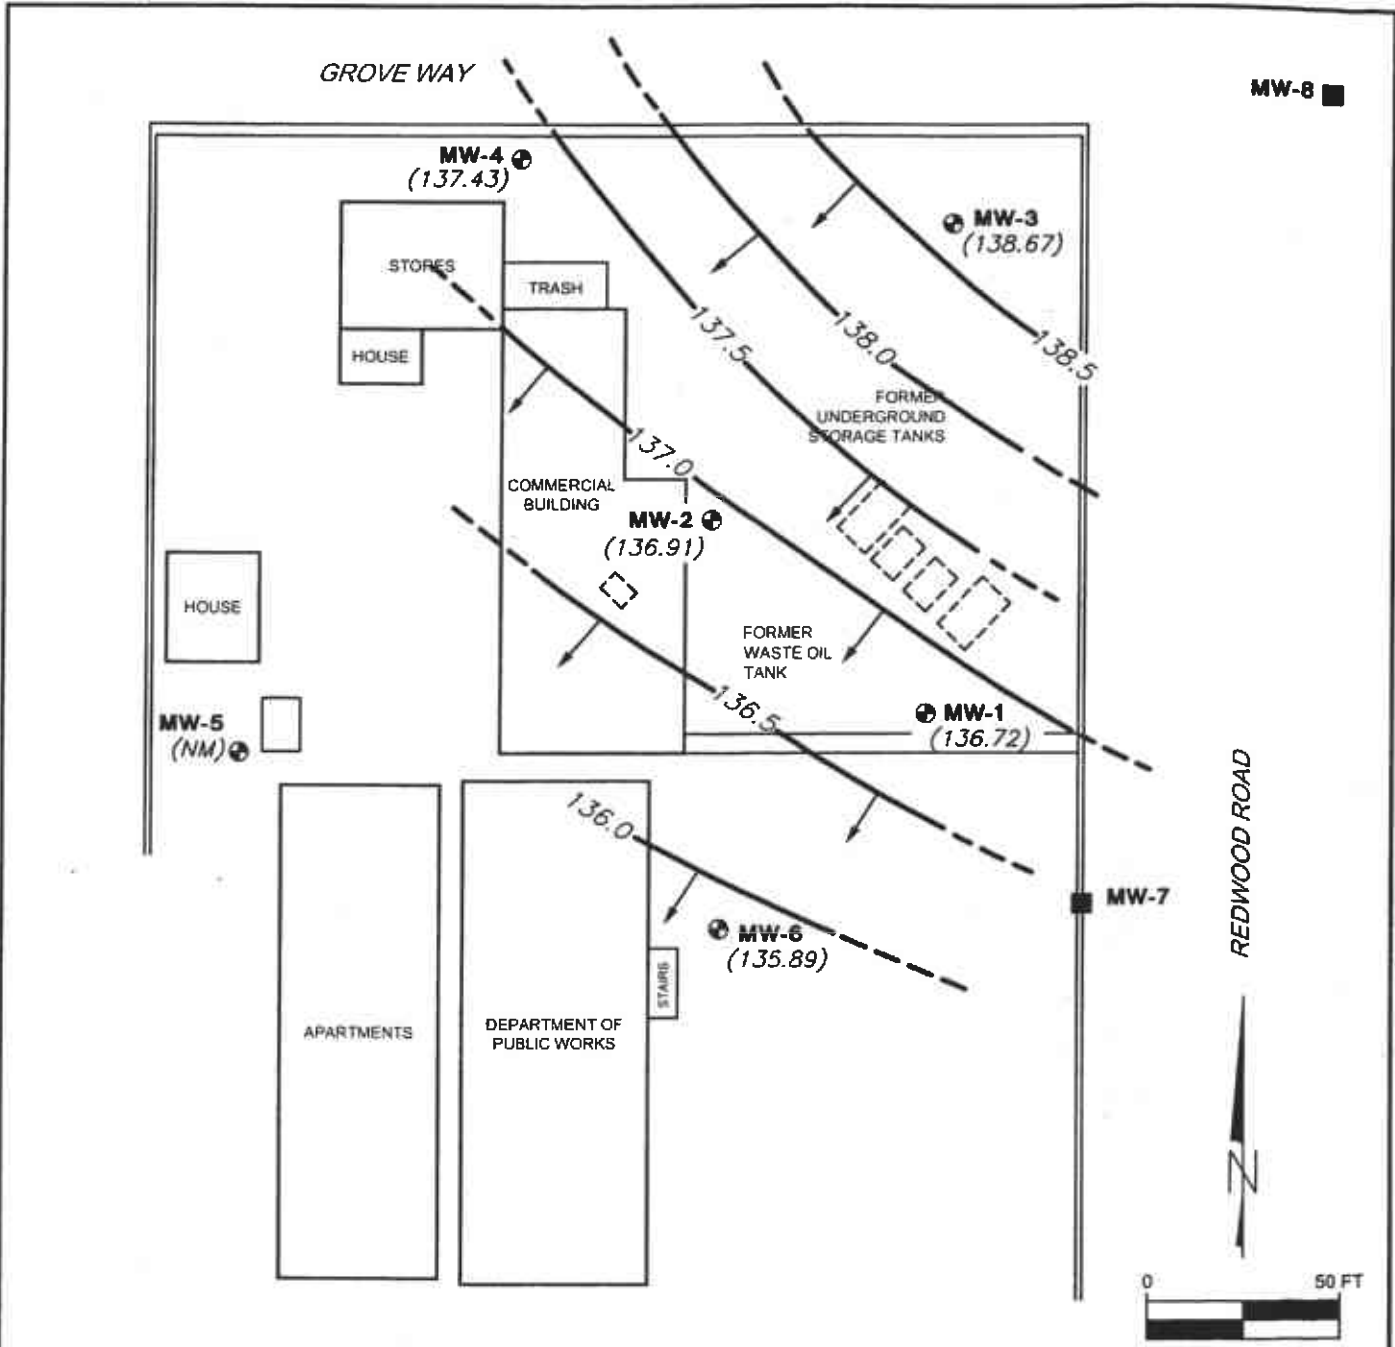 GROVE WAY
MW-8
MW-4
(137.43)
MW-3
(138.67)
STORES
TRASH
HOUSE
137.5
138.0
138.5
FORMER
UNDERGROUND
STORAGE TANKS
137.0
COMMERCIAL
BUILDING
MW-2
(136.91)
HOUSE
FORMER
WASTE OIL
TANK
MW-5
(NM)
136.5
MW-1
(136.72)
REDWOOD ROAD
136.0
MW-7
MW-6
(135.89)
STAIRS
APARTMENTS
DEPARTMENT OF
PUBLIC WORKS
N
0 50 FT